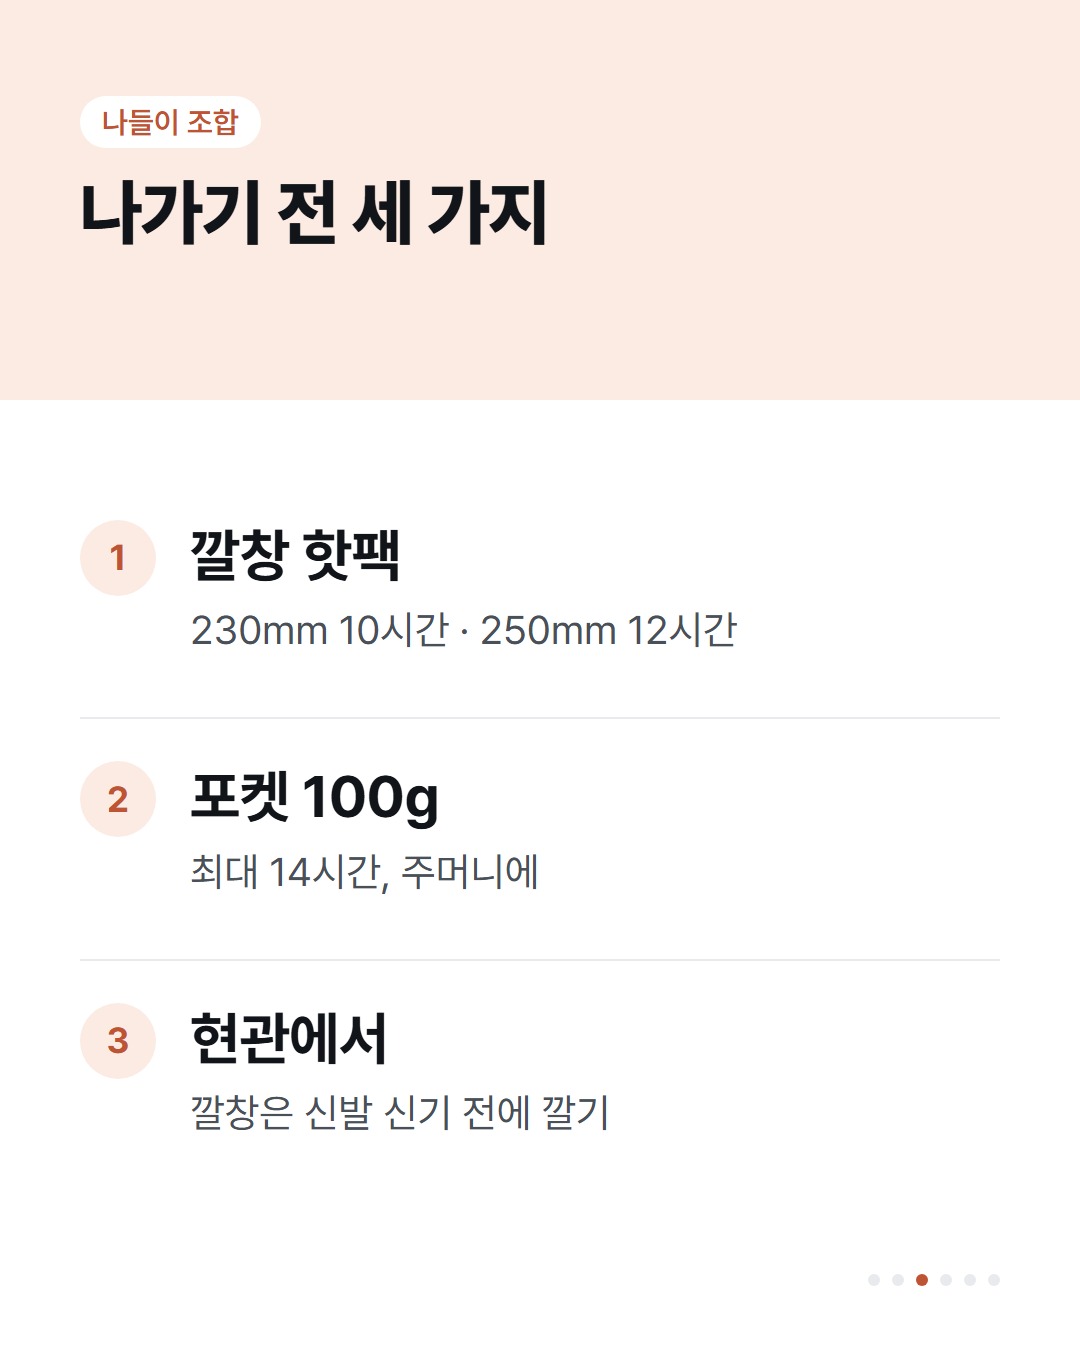 나들이 조합
나가기 전 세 가지
1
깔창 핫팩
230mm 10시간 · 250mm 12시간
2
포켓 100g
최대 14시간, 주머니에
3
현관에서
깔창은 신발 신기 전에 깔기